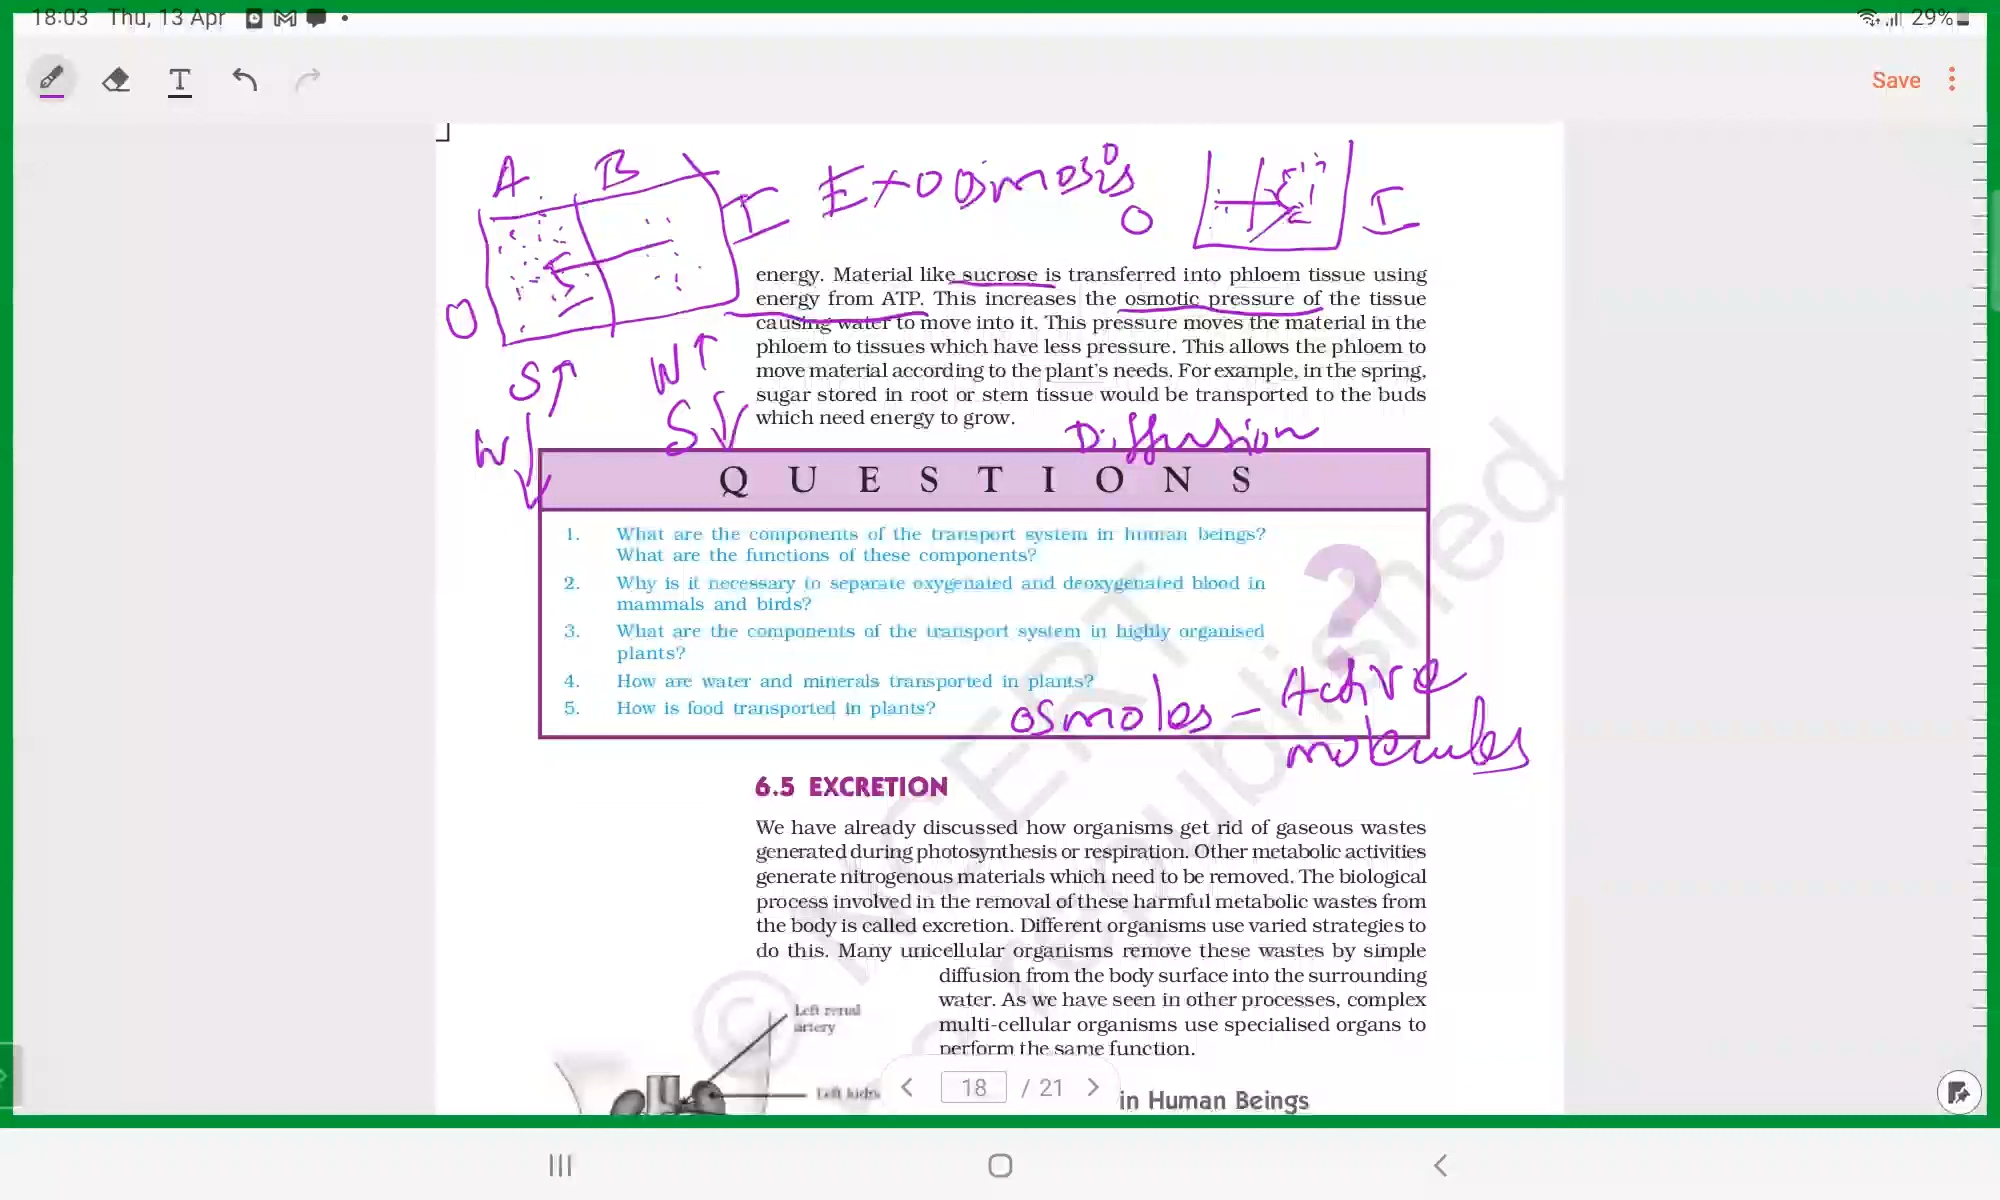 18:03 Thu, 13 Apr
29%
T
Save
A B
I
Exoosmosis
O
I
O
S↑
W↑
W↓
S↓
energy. Material like sucrose is transferred into phloem tissue using
energy from ATP. This increases the osmotic pressure of the tissue
causing water to move into it. This pressure moves the material in the
phloem to tissues which have less pressure. This allows the phloem to
move material according to the plant's needs. For example, in the spring,
sugar stored in root or stem tissue would be transported to the buds
which need energy to grow.
Diffusion
QUESTIONS
?
1. What are the components of the transport system in human beings?
What are the functions of these components?
2. Why is it necessary to separate oxygenated and deoxygenated blood in
mammals and birds?
3. What are the components of the transport system in highly organised
plants?
4. How are water and minerals transported in plants?
5. How is food transported in plants?
osmoles - Active
molecules
6.5 EXCRETION
We have already discussed how organisms get rid of gaseous wastes
generated during photosynthesis or respiration. Other metabolic activities
generate nitrogenous materials which need to be removed. The biological
process involved in the removal of these harmful metabolic wastes from
the body is called excretion. Different organisms use varied strategies to
do this. Many unicellular organisms remove these wastes by simple
diffusion from the body surface into the surrounding
water. As we have seen in other processes, complex
multi-cellular organisms use specialised organs to
perform the same function.
Left renal
artery
Left
18 / 21
in Human Beings
© NCERT
republished